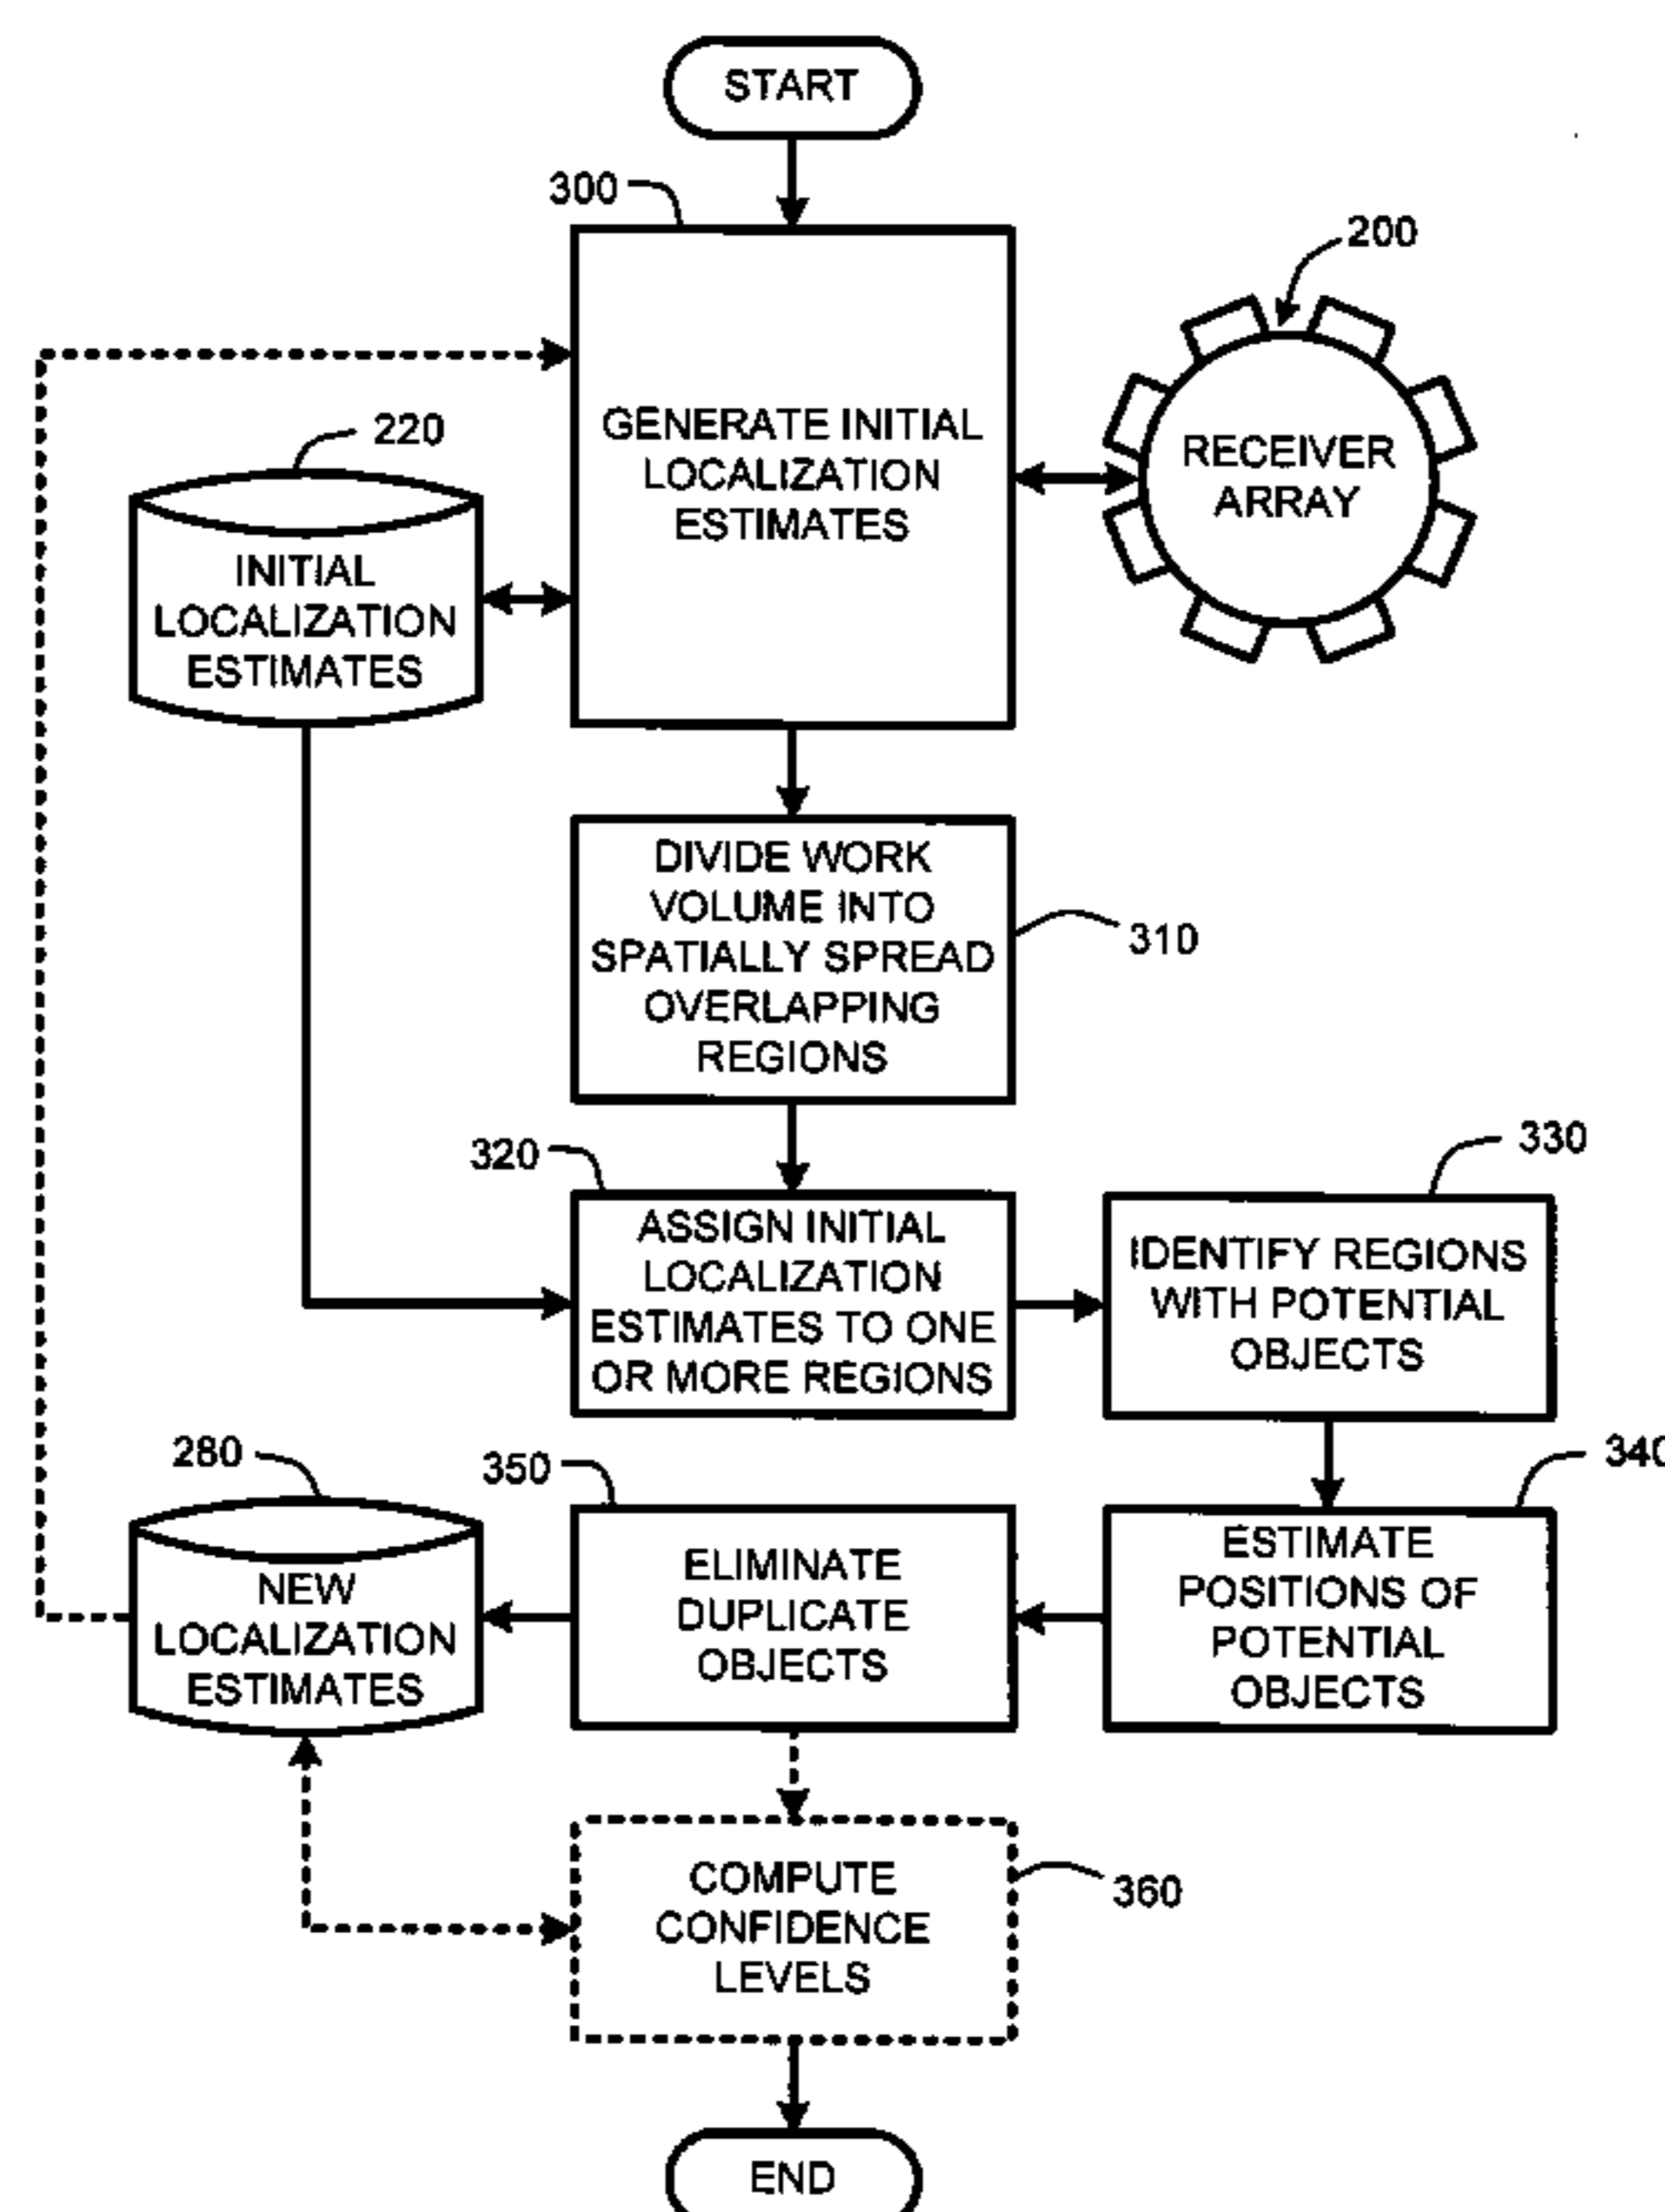 START
300
200
GENERATE INITIAL
LOCALIZATION
ESTIMATES
RECEIVER
ARRAY
220
INITIAL
LOCALIZATION
ESTIMATES
DIVIDE WORK
VOLUME INTO
SPATIALLY SPREAD
OVERLAPPING
REGIONS
310
320
ASSIGN INITIAL
LOCALIZATION
ESTIMATES TO ONE
OR MORE REGIONS
330
IDENTIFY REGIONS
WITH POTENTIAL
OBJECTS
340
ESTIMATE
POSITIONS OF
POTENTIAL
OBJECTS
350
ELIMINATE
DUPLICATE
OBJECTS
280
NEW
LOCALIZATION
ESTIMATES
COMPUTE
CONFIDENCE
LEVELS
360
END